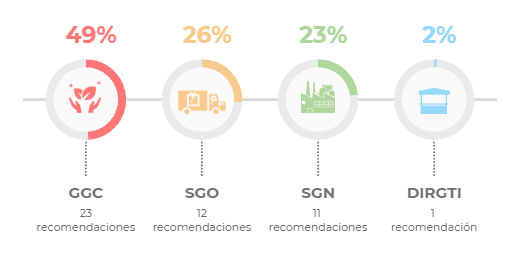 49% 26% 23% 2%
GGC SGO SGN DIRGTI
23 12 11 1
recomendaciones recomendaciones recomendaciones recomendación